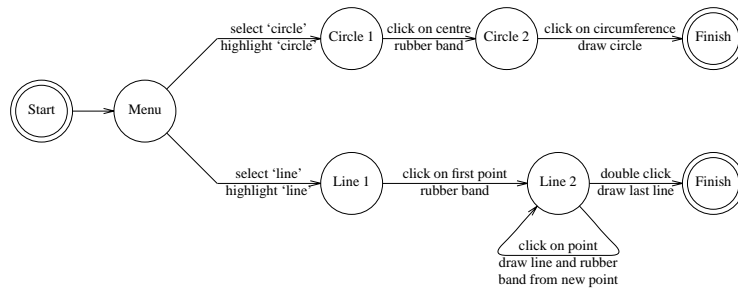 select ‘circle’
highlight ‘circle
Circle 1
click on centre
rubber band
Circle 2
click on circumference
draw circle
Finish
Start
Menu
select ‘line’
highlight ‘line
Line 1
click on first point
rubber band
Line 2
double click
draw last line
Finish
click on point
draw line and rubber
band from new point